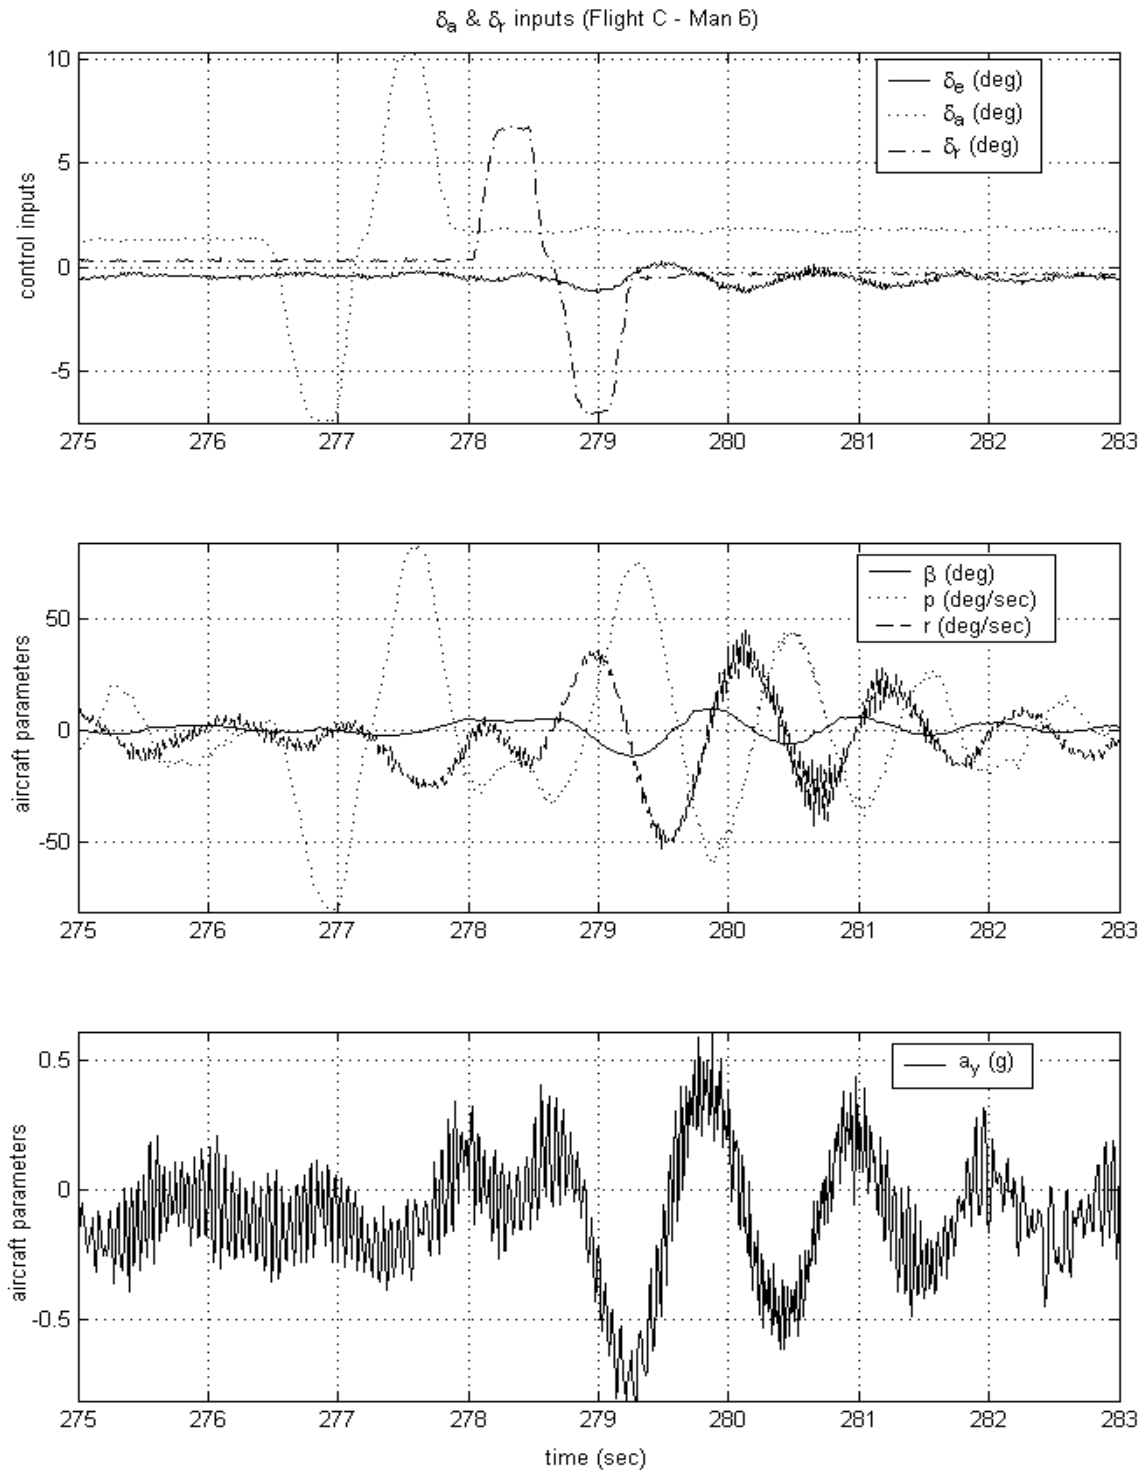 δa & δr inputs (Flight C - Man 6)
10
5
0
-5
control inputs
δe (deg)
δa (deg)
δr (deg)
275 276 277 278 279 280 281 282 283
50
0
-50
aircraft parameters
β (deg)
p (deg/sec)
r (deg/sec)
275 276 277 278 279 280 281 282 283
0.5
0
-0.5
aircraft parameters
ay (g)
275 276 277 278 279 280 281 282 283
time (sec)